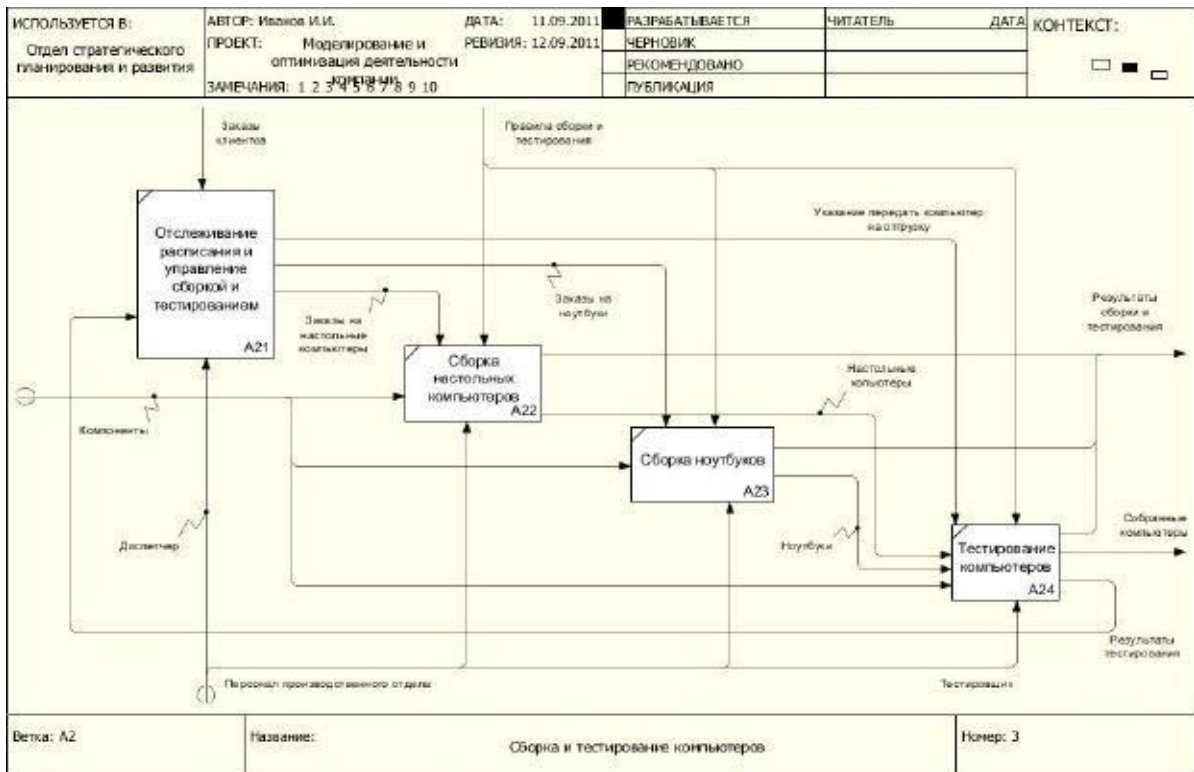 ИСПОЛЬЗУЕТСЯ В:
Отдел стратегического
планирования и развития
АВТОР: Иванов И.И.
ДАТА: 11.09.2011
ПРОЕКТ: Моделирование и
оптимизация деятельности
компании
РЕВИЗИЯ: 12.09.2011
ЗАМЕЧАНИЯ: 1 2 3 4 5 6 7 8 9 10
РАЗРАБАТЫВАЕТСЯ
ЧЕРНОВИК
РЕКОМЕНДОВАНО
ПУБЛИКАЦИЯ
ЧИТАТЕЛЬ ДАТА
КОНТЕКСТ:
Заказы
клиентов
Правила сборки и
тестирования
Отслеживание
расписания и
управление
сборкой и
тестированием
A21
Указание передать компьютер
на отгрузку
Заказы на
настольные
компьютеры
Заказы на
ноутбуки
Результаты
сборки и
тестирования
Сборка
настольных
компьютеров
A22
Настольные
копьютеры
Компоненты
Сборка ноутбуков
A23
Диспетчер
Ноутбуки
Собранные
компьютеры
Тестирование
компьютеров
A24
Результаты
тестирования
Персонал производственного отдела
Тестировщик
Ветка: A2
Название:
Сборка и тестирование компьютеров
Номер: 3